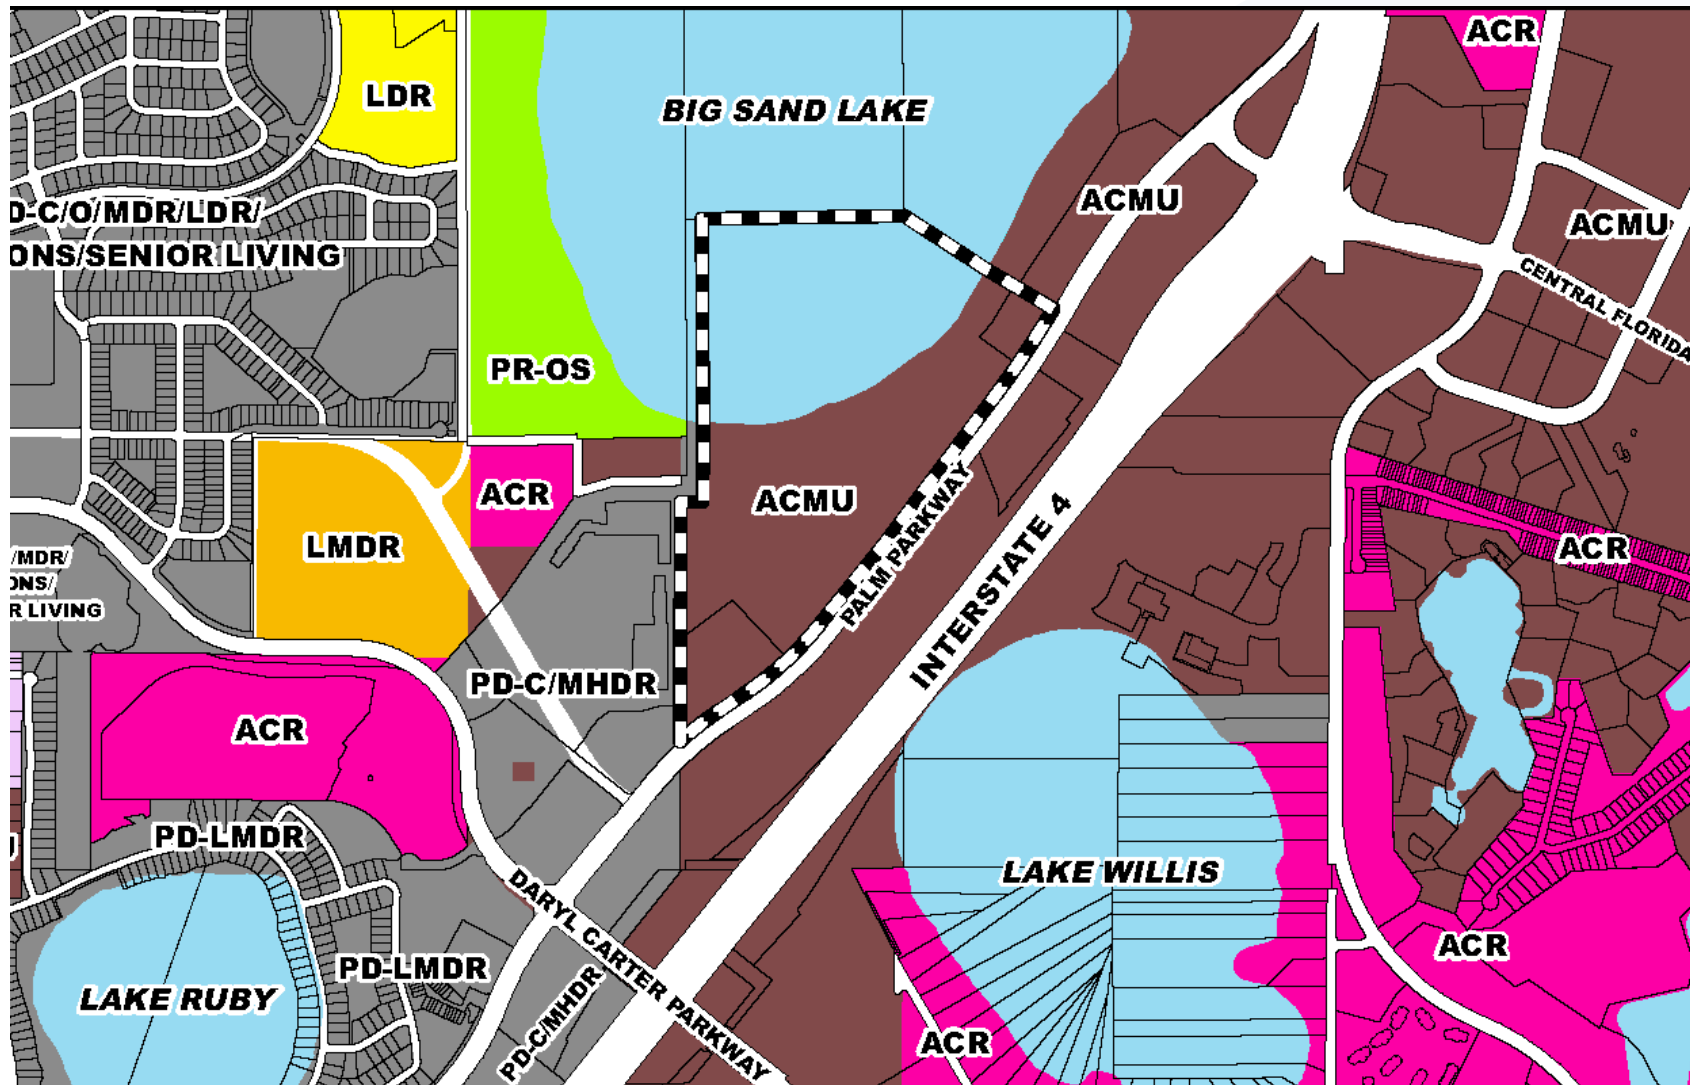 ACR
LDR
BIG SAND LAKE
ACMU
D-C/O/MDR/LDR/
ONS/SENIOR LIVING
ACMU
CENTRAL FLORIDA
PR-OS
ACR
ACMU
PALM PARKWAY
INTERSTATE 4
LMDR
ACR
/MDR/
ONS/
R LIVING
PD-C/MHDR
ACR
PD-LMDR
LAKE WILLIS
DARYL CARTER PARKWAY
ACR
PD-LMDR
LAKE RUBY
PD-C/MHDR
ACR